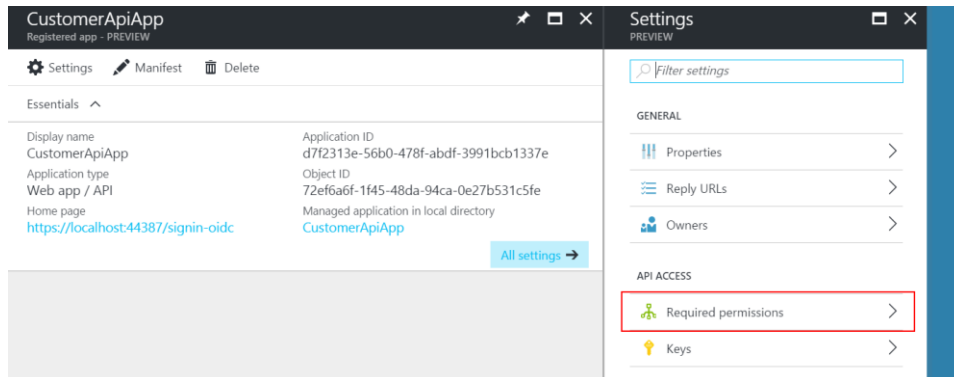 CustomerApiApp
Registered app - PREVIEW
Settings
Manifest
Delete
Essentials
Display name
CustomerApiApp
Application type
Web app / API
Home page
https://localhost:44387/signin-oidc
Application ID
d7f2313e-56b0-478f-abdf-3991bcb1337e
Object ID
72ef6a6f-1f45-48da-94ca-0e27b531c5fe
Managed application in local directory
CustomerApiApp
All settings
Settings
PREVIEW
Filter settings
GENERAL
Properties
Reply URLs
Owners
API ACCESS
Required permissions
Keys